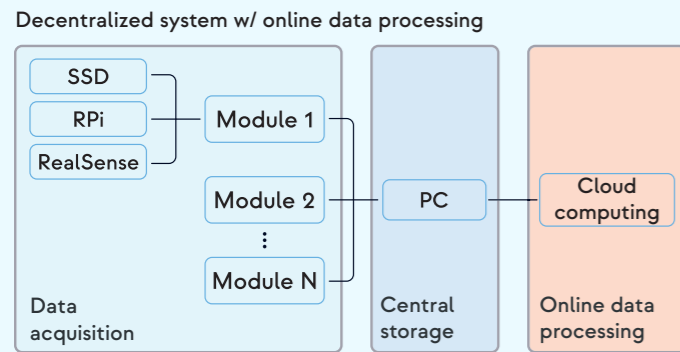 Decentralized system w/ online data processing
SSD
RPi
RealSense
Module 1
Module 2
⋮
Module N
Data
acquisition
PC
Central
storage
Cloud
computing
Online data
processing